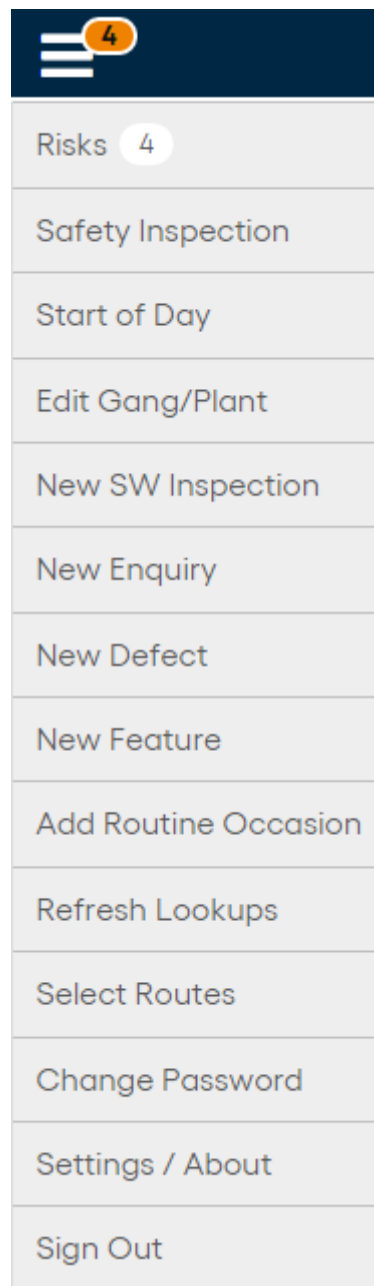 4
Risks 4
Safety Inspection
Start of Day
Edit Gang/Plant
New SW Inspection
New Enquiry
New Defect
New Feature
Add Routine Occasion
Refresh Lookups
Select Routes
Change Password
Settings / About
Sign Out